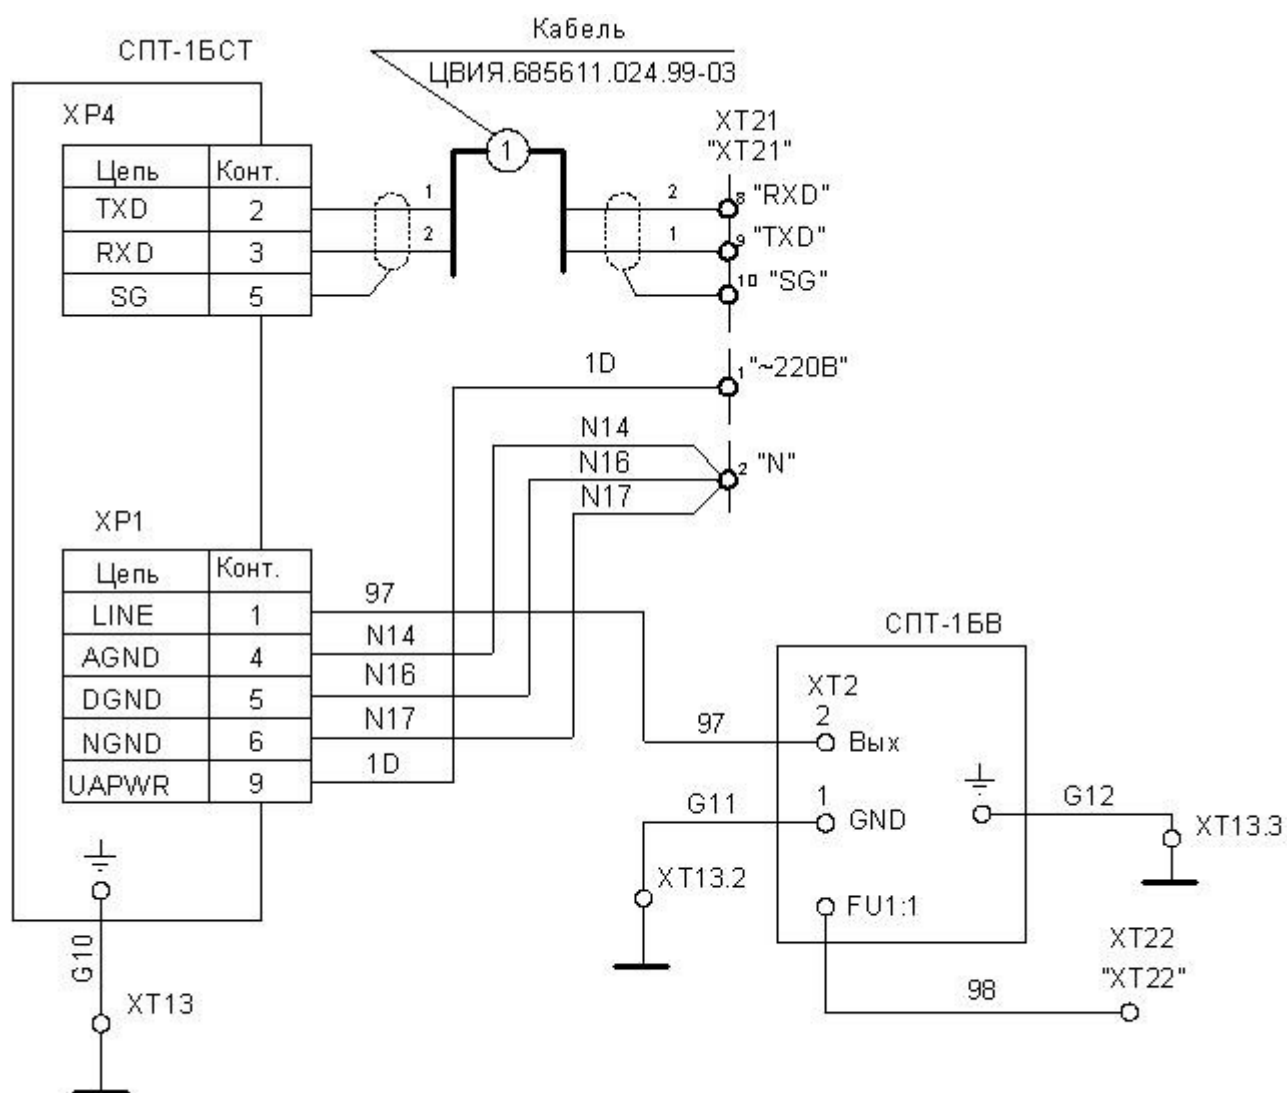 Кабель
СПТ-1БСТ
ЦВИЯ.685611.024.99-03
XP4
XT21
"XT21"
Цепь Конт.
TXD 2
RXD 3
SG 5
1
2
1
2
1
8 "RXD"
9 "TXD"
10 "SG"
1D
1 "~220В"
N14
N16
N17
2 "N"
XP1
Цепь Конт.
LINE 1
AGND 4
DGND 5
NGND 6
UAPWR 9
97
N14
N16
N17
1D
СПТ-1БВ
XT2
97
2
Вых
G11
1
GND
G12
XT13.3
XT13.2
FU1:1
G10
XT13
XT22
"XT22"
98